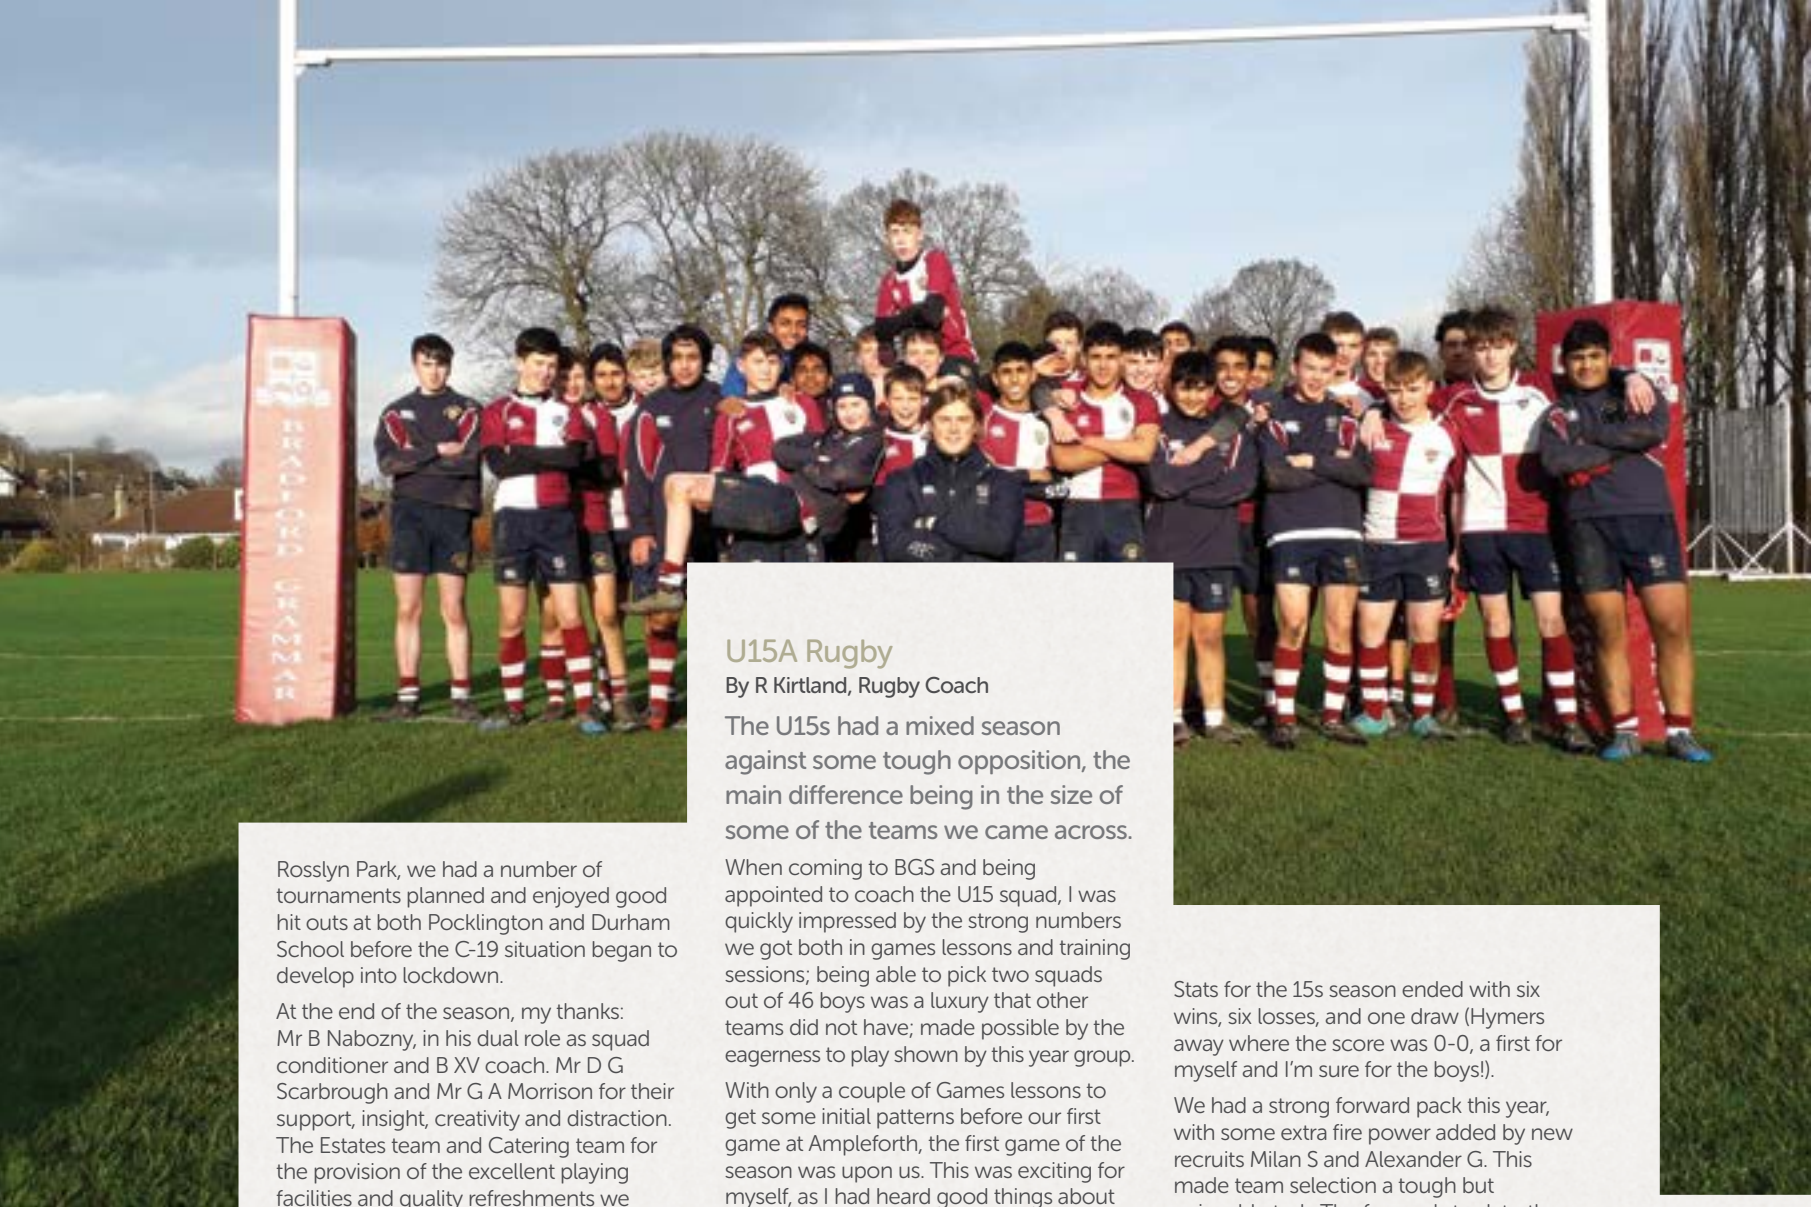 BRADFORD GRAMMAR
Rosslyn Park, we had a number of
tournaments planned and enjoyed good
hit outs at both Pocklington and Durham
School before the C-19 situation began to
develop into lockdown.
At the end of the season, my thanks:
Mr B Nabozny, in his dual role as squad
conditioner and B XV coach. Mr D G
Scarbrough and Mr G A Morrison for their
support, insight, creativity and distraction.
The Estates team and Catering team for
the provision of the excellent playing
facilities and quality refreshments we
U15A Rugby
By R Kirtland, Rugby Coach
The U15s had a mixed season
against some tough opposition, the
main difference being in the size of
some of the teams we came across.
When coming to BGS and being
appointed to coach the U15 squad, I was
quickly impressed by the strong numbers
we got both in games lessons and training
sessions; being able to pick two squads
out of 46 boys was a luxury that other
teams did not have; made possible by the
eagerness to play shown by this year group.
With only a couple of Games lessons to
get some initial patterns before our first
game at Ampleforth, the first game of the
season was upon us. This was exciting for
myself, as I had heard good things about
Stats for the 15s season ended with six
wins, six losses, and one draw (Hymers
away where the score was 0-0, a first for
myself and I'm sure for the boys!).
We had a strong forward pack this year,
with some extra fire power added by new
recruits Milan S and Alexander G. This
made team selection a tough but